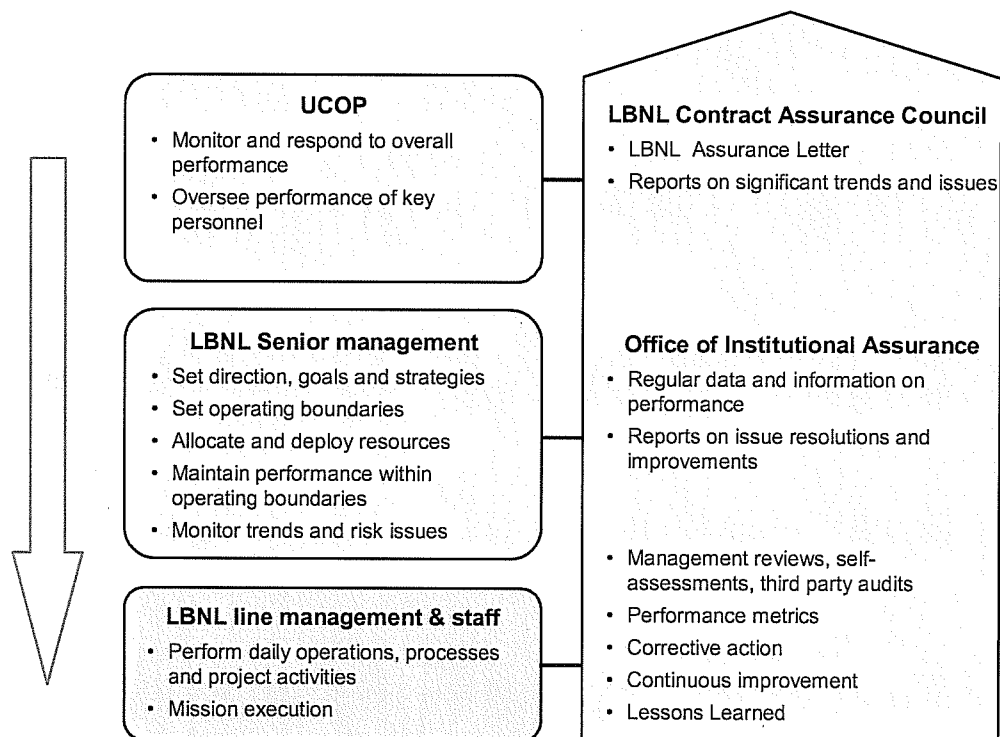 UCOP
• Monitor and respond to overall
performance
• Oversee performance of key
personnel
LBNL Contract Assurance Council
• LBNL Assurance Letter
• Reports on significant trends and issues
LBNL Senior management
• Set direction, goals and strategies
• Set operating boundaries
• Allocate and deploy resources
• Maintain performance within
operating boundaries
• Monitor trends and risk issues
Office of Institutional Assurance
• Regular data and information on
performance
• Reports on issue resolutions and
improvements
LBNL line management & staff
• Perform daily operations, processes
and project activities
• Mission execution
• Management reviews, self-
assessments, third party audits
• Performance metrics
• Corrective action
• Continuous improvement
• Lessons Learned